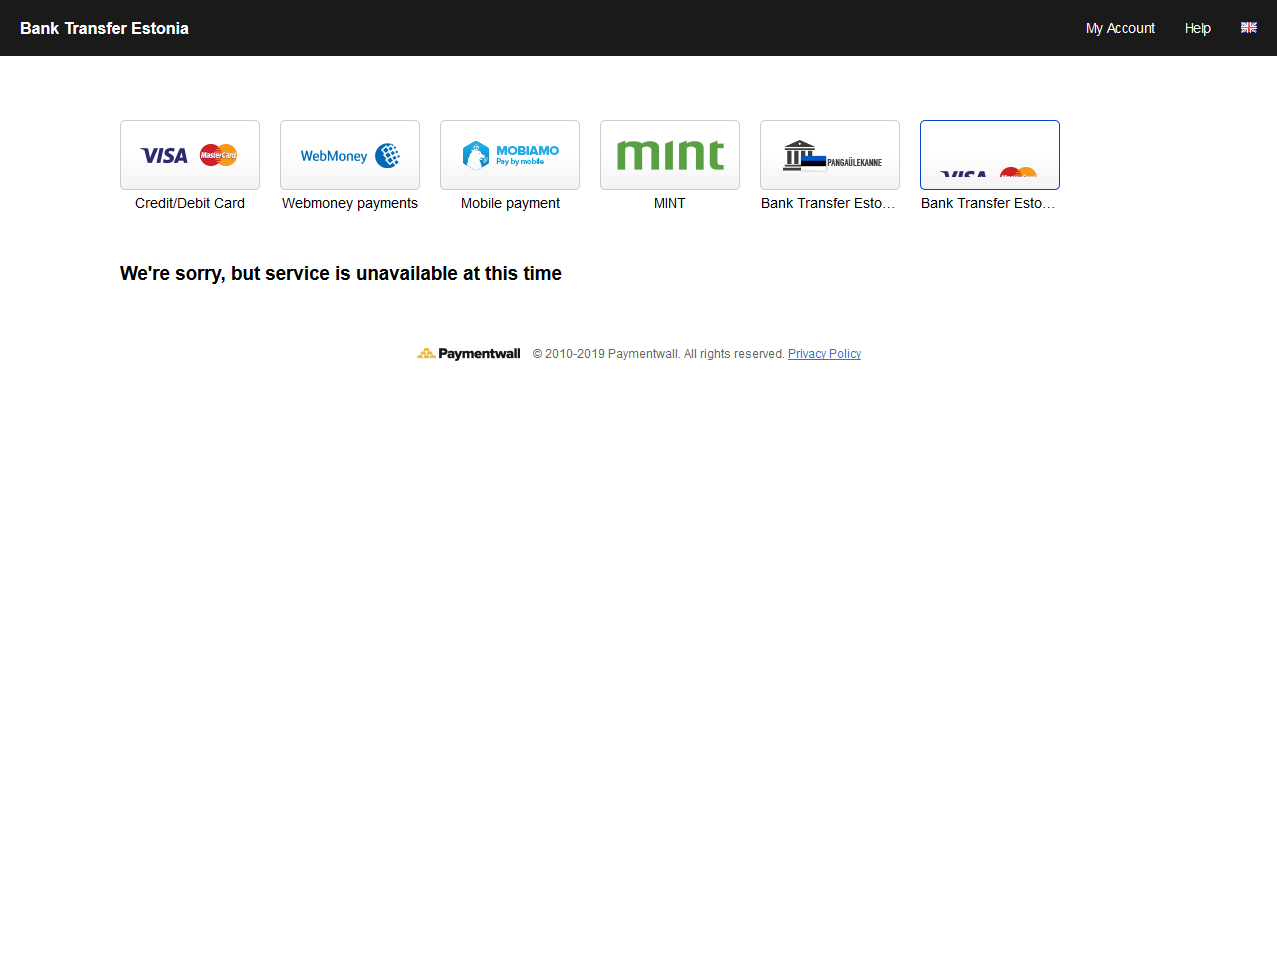 Bank Transfer Estonia
My Account Help
VISA MasterCard
WebMoney
MOBIAMO
Pay by mobile
mint
PANGAÜLEKANNE
VISA
Credit/Debit Card
Webmoney payments
Mobile payment
MINT
Bank Transfer Esto...
Bank Transfer Esto...
We're sorry, but service is unavailable at this time
Paymentwall © 2010-2019 Paymentwall. All rights reserved. Privacy Policy